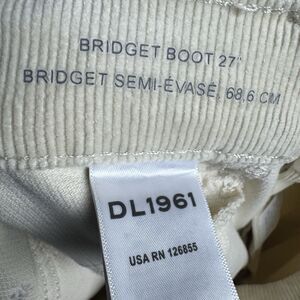 BRIDGET BOOT 27"
BRIDGET SEMI-ÉVASÉ, 68,6 CM
DL1961
USA RN 126855